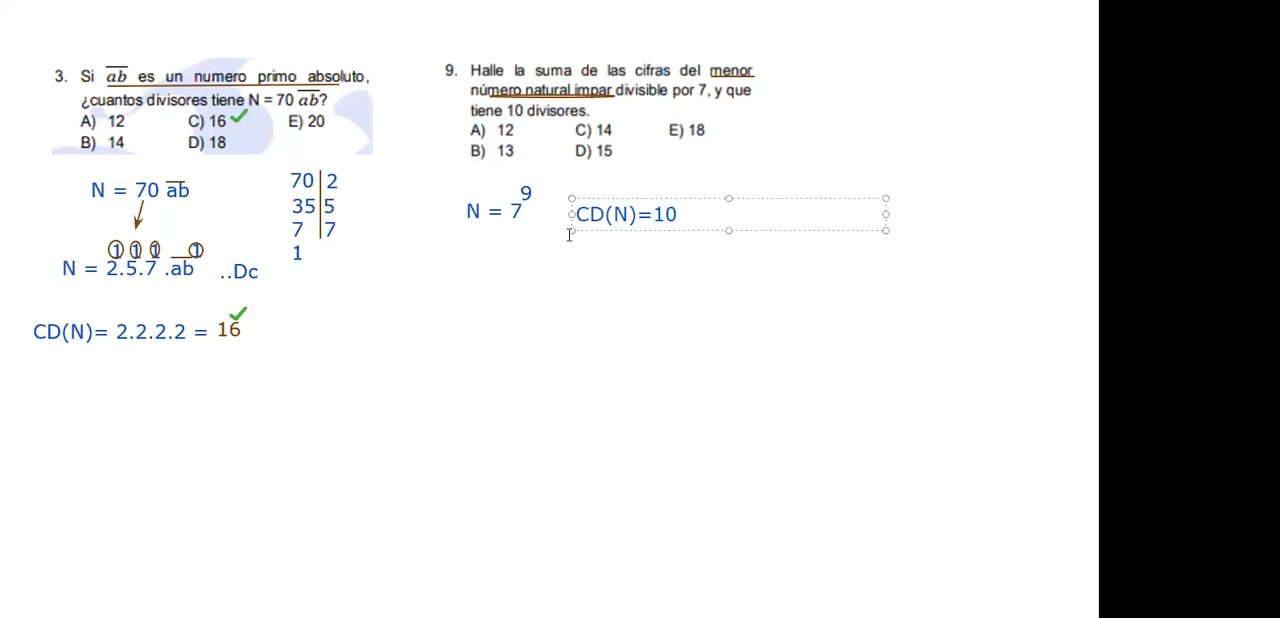 3. Si ab es un numero primo absoluto,
¿cuantos divisores tiene N = 70 ab?
A) 12 C) 16 E) 20
B) 14 D) 18
N = 70 ab
1 1 1 1
N = 2.5.7 .ab ..Dc
CD(N)= 2.2.2.2 = 16
70 2
35 5
7 7
1
9. Halle la suma de las cifras del menor
número natural impar divisible por 7, y que
tiene 10 divisores.
A) 12 C) 14 E) 18
B) 13 D) 15
N = 7⁹ CD(N)=10